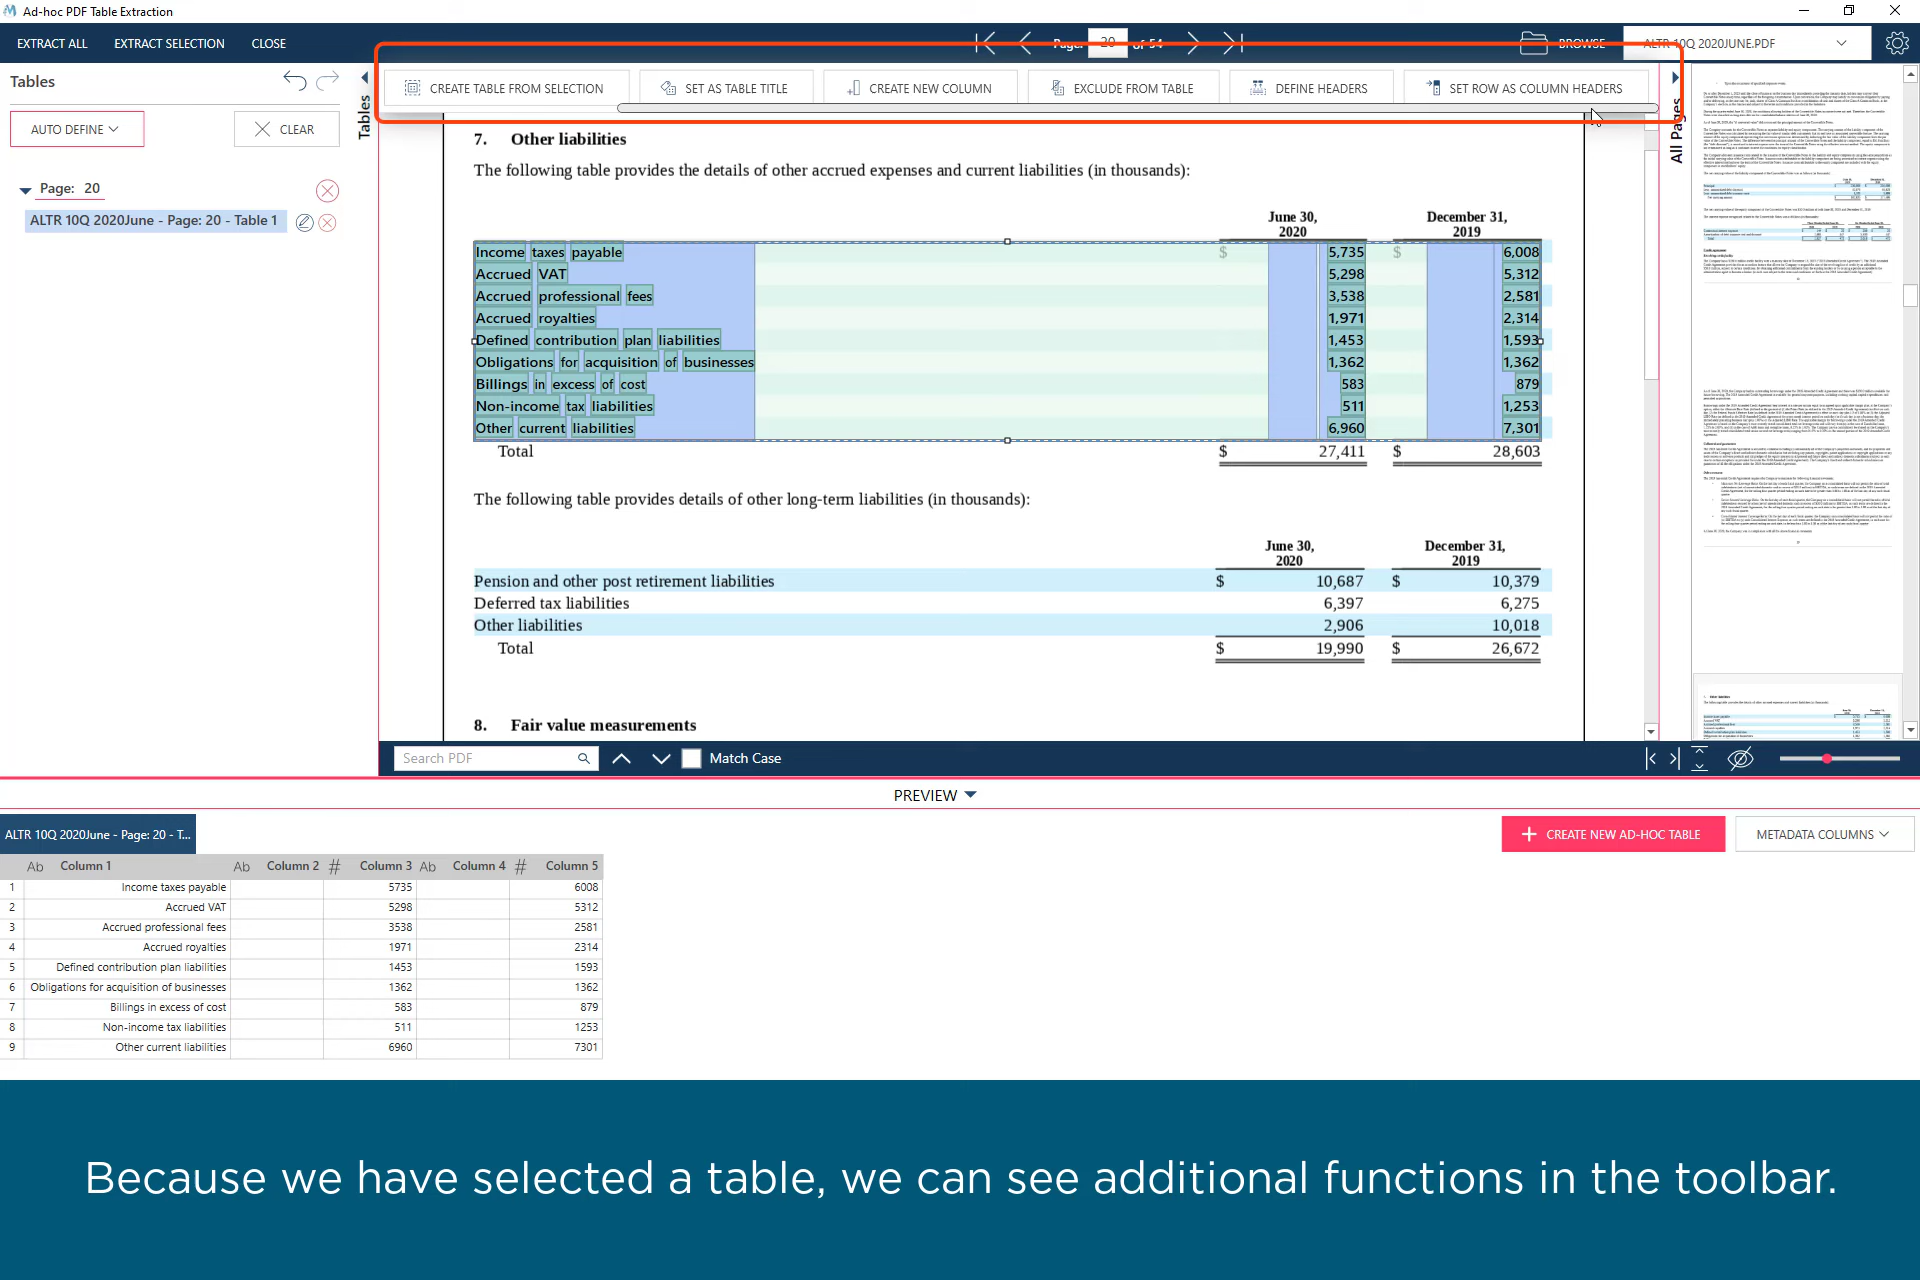 Ad-hoc PDF Table Extraction
EXTRACT ALL EXTRACT SELECTION CLOSE Page: 20 of 54 BROWSE ALTR 10Q 2020JUNE.PDF
Tables
AUTO DEFINE CLEAR
Page: 20
ALTR 10Q 2020June - Page: 20 - Table 1
Tables
CREATE TABLE FROM SELECTION SET AS TABLE TITLE CREATE NEW COLUMN EXCLUDE FROM TABLE DEFINE HEADERS SET ROW AS COLUMN HEADERS
All Pages
7. Other liabilities
The following table provides the details of other accrued expenses and current liabilities (in thousands):
June 30, December 31,
2020 2019
Income taxes payable $ 5,735 $ 6,008
Accrued VAT 5,298 5,312
Accrued professional fees 3,538 2,581
Accrued royalties 1,971 2,314
Defined contribution plan liabilities 1,453 1,593
Obligations for acquisition of businesses 1,362 1,362
Billings in excess of cost 583 879
Non-income tax liabilities 511 1,253
Other current liabilities 6,960 7,301
Total $ 27,411 $ 28,603
The following table provides details of other long-term liabilities (in thousands):
June 30, December 31,
2020 2019
Pension and other post retirement liabilities $ 10,687 $ 10,379
Deferred tax liabilities 6,397 6,275
Other liabilities 2,906 10,018
Total $ 19,990 $ 26,672
8. Fair value measurements
Search PDF Match Case
PREVIEW
ALTR 10Q 2020June - Page: 20 - T...
CREATE NEW AD-HOC TABLE METADATA COLUMNS
Ab Column 1 Ab Column 2 # Column 3 Ab Column 4 # Column 5
1 Income taxes payable 5735 6008
2 Accrued VAT 5298 5312
3 Accrued professional fees 3538 2581
4 Accrued royalties 1971 2314
5 Defined contribution plan liabilities 1453 1593
6 Obligations for acquisition of businesses 1362 1362
7 Billings in excess of cost 583 879
8 Non-income tax liabilities 511 1253
9 Other current liabilities 6960 7301
Because we have selected a table, we can see additional functions in the toolbar.